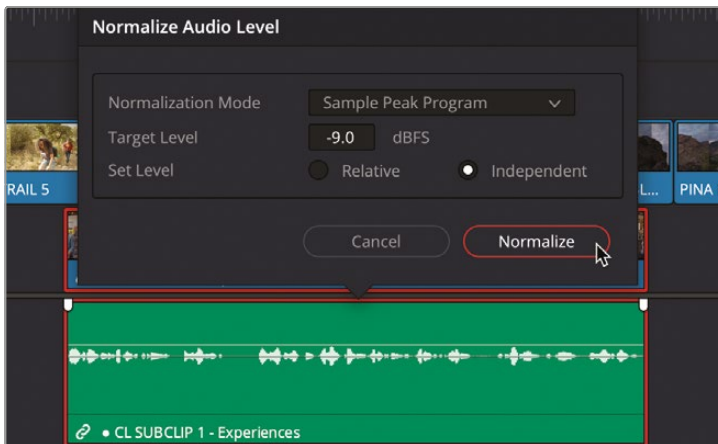 Normalize Audio Level
Normalization Mode Sample Peak Program
Target Level -9.0 dBFS
Set Level Relative Independent
RAIL 5
L... PINA
Cancel Normalize
• CL SUBCLIP 1 - Experiences